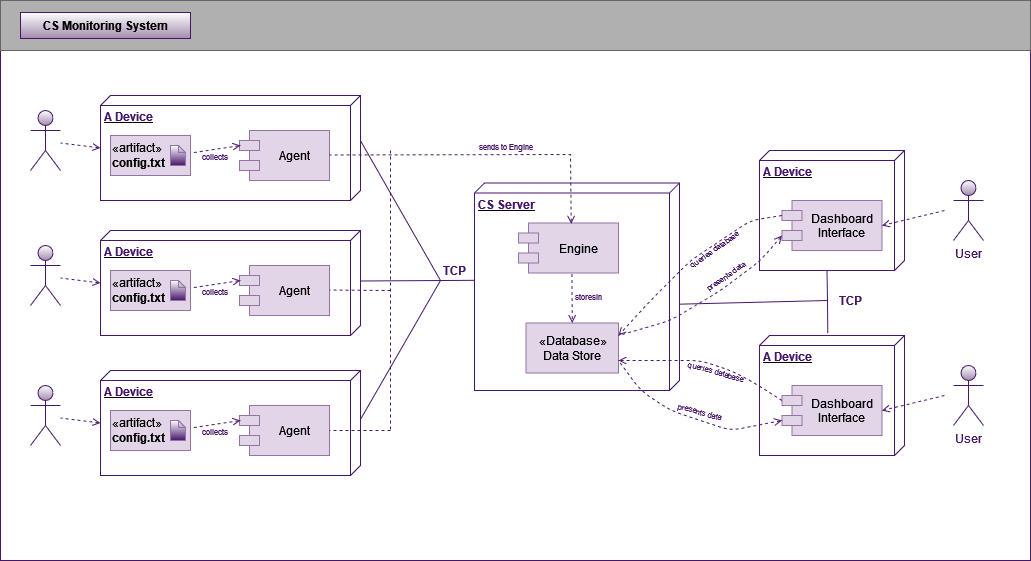 CS Monitoring System
A Device
«artifact»
config.txt
collects
Agent
sends to Engine
A Device
«artifact»
config.txt
collects
Agent
A Device
«artifact»
config.txt
collects
Agent
TCP
CS Server
Engine
storesin
«Database»
Data Store
queries database
presented data
queries database
presents data
A Device
Dashboard
Interface
User
TCP
A Device
Dashboard
Interface
User